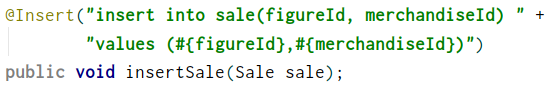 @Insert("insert into sale(figureId, merchandiseId) " +
"values (#{figureId},#{merchandiseId})")
public void insertSale(Sale sale);